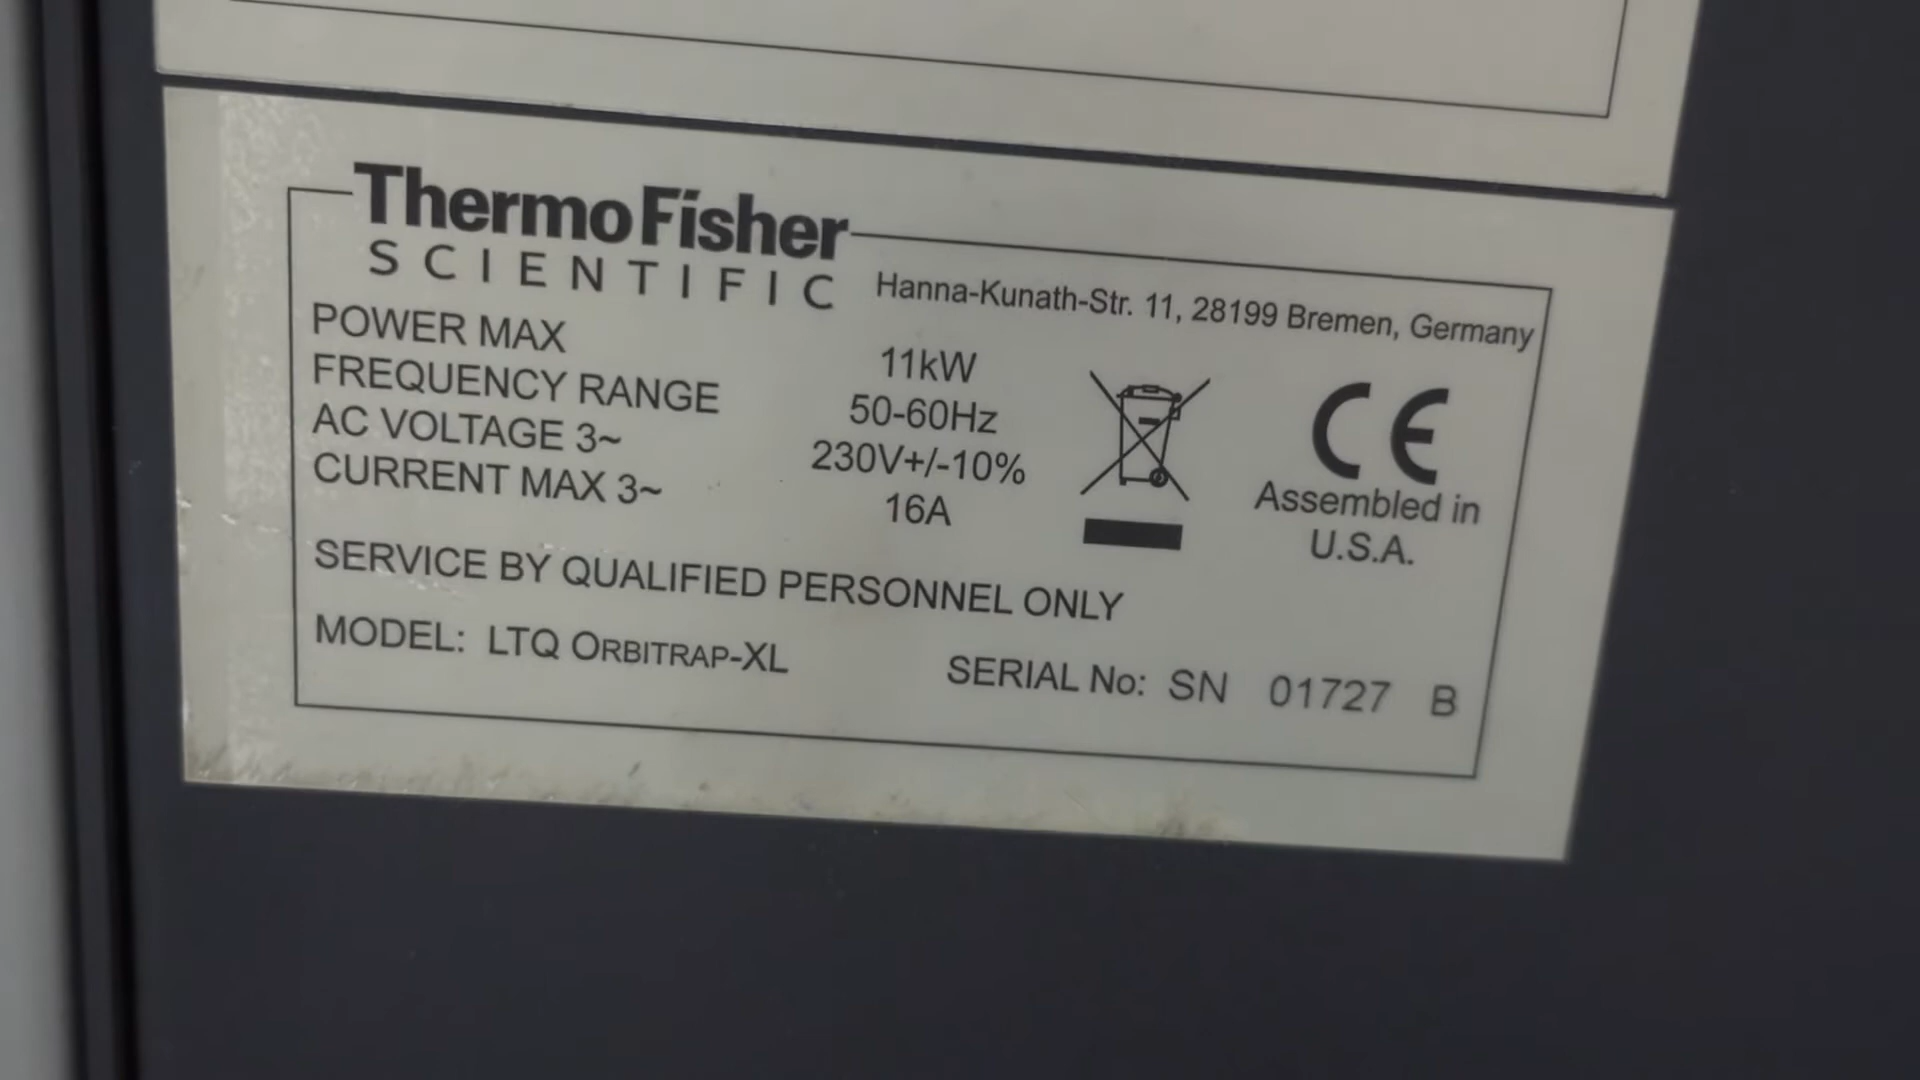 ThermoFisher
SCIENTIFIC
Hanna-Kunath-Str. 11, 28199 Bremen, Germany
POWER MAX 11kW
FREQUENCY RANGE 50-60Hz
AC VOLTAGE 3~ 230V+/-10%
CURRENT MAX 3~ 16A
CE
Assembled in
U.S.A.
SERVICE BY QUALIFIED PERSONNEL ONLY
MODEL: LTQ ORBITRAP-XL SERIAL No: SN 01727 B